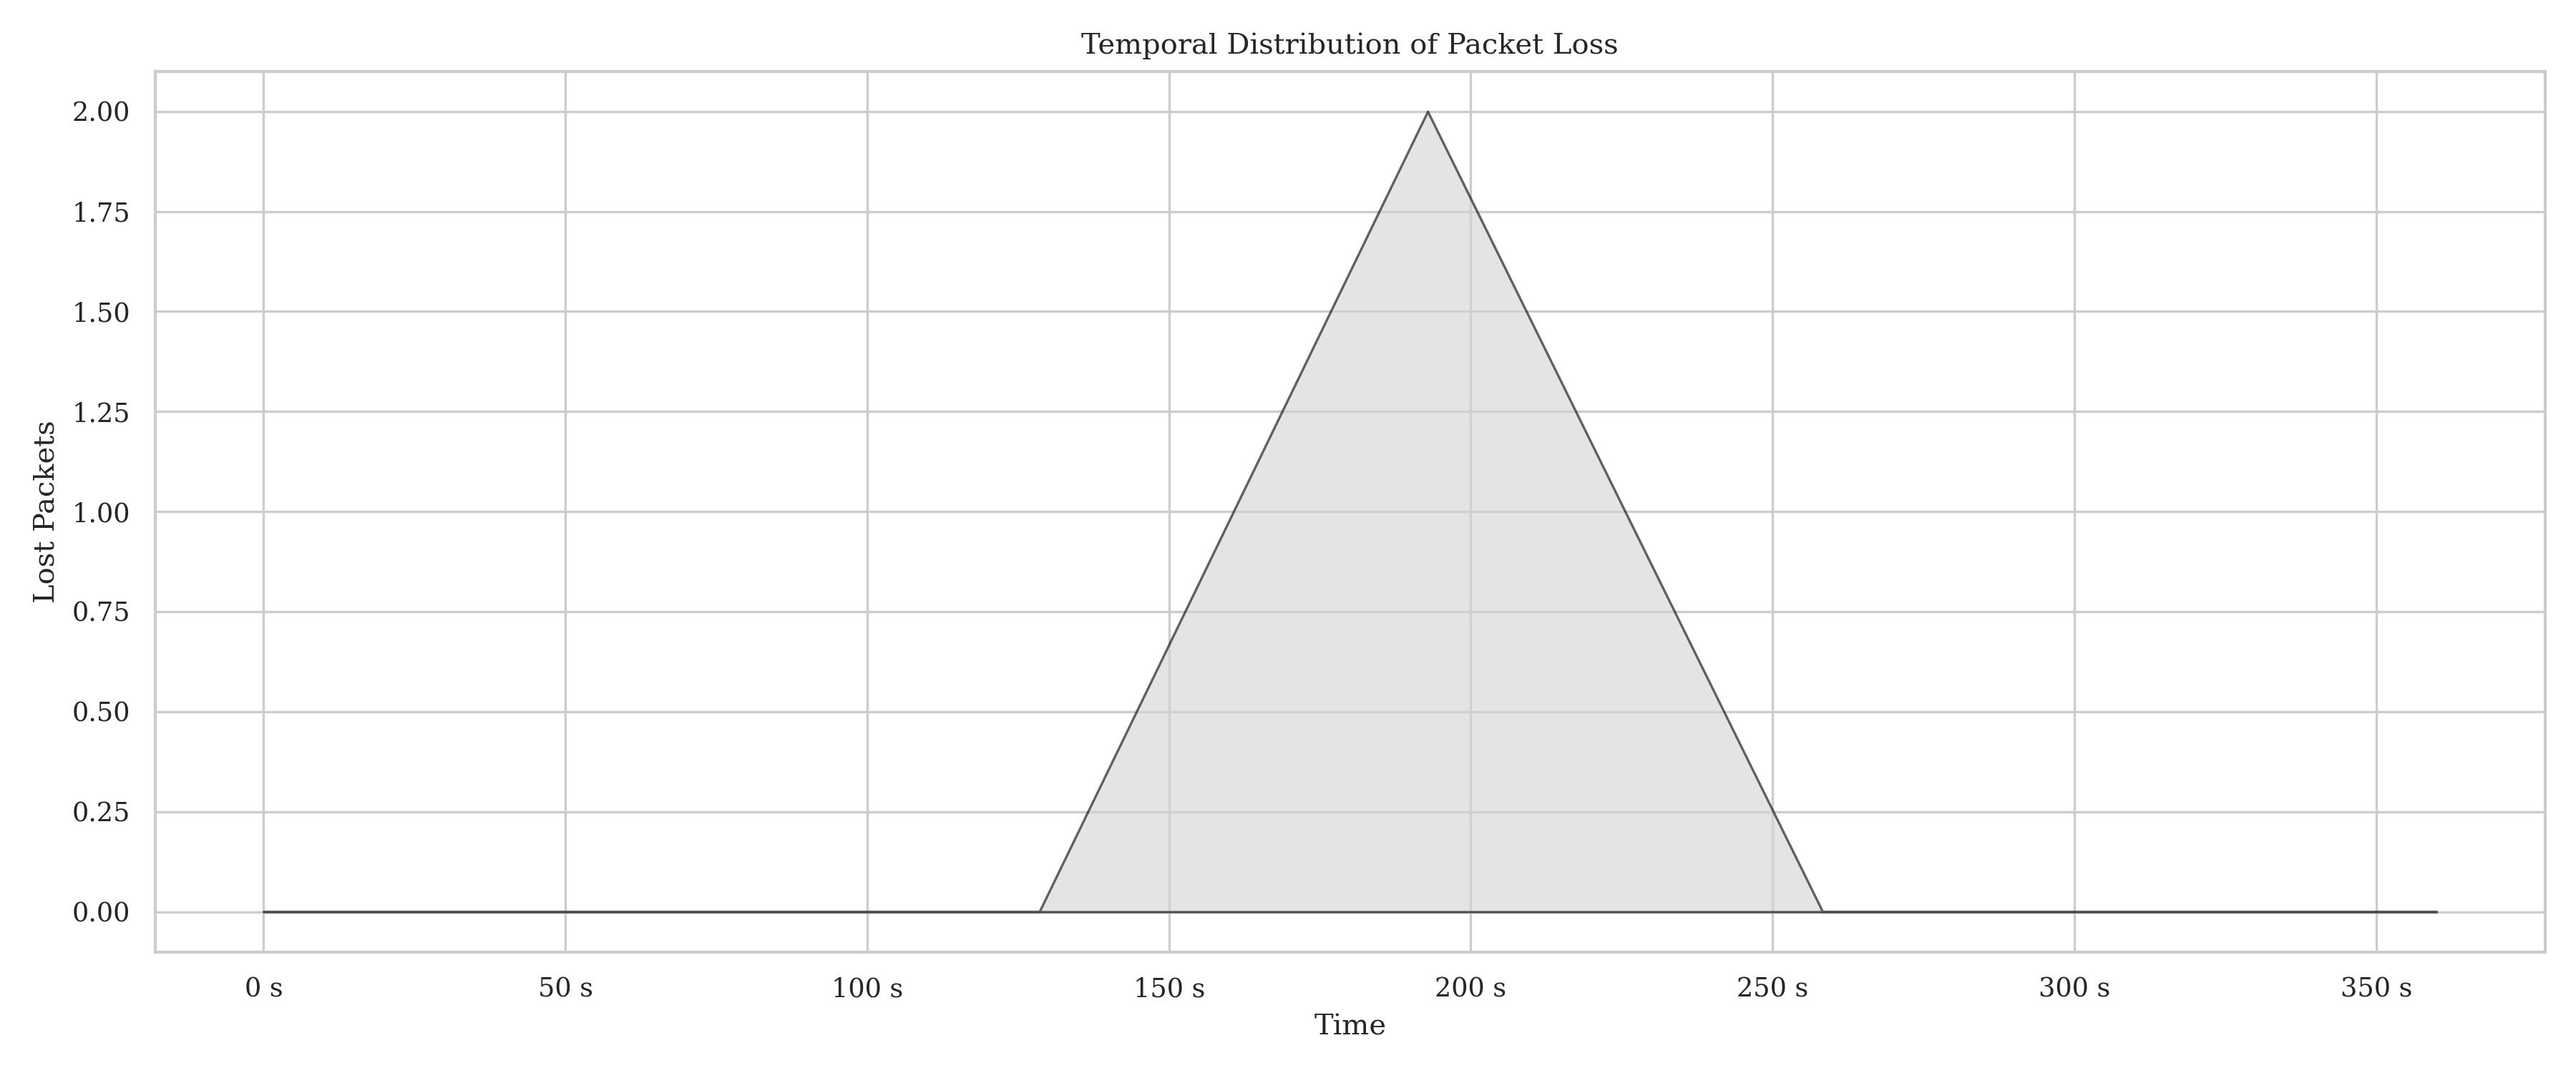 Temporal Distribution of Packet Loss
Lost Packets
2.00
1.75
1.50
1.25
1.00
0.75
0.50
0.25
0.00
0 s
50 s
100 s
150 s
200 s
250 s
300 s
350 s
Time